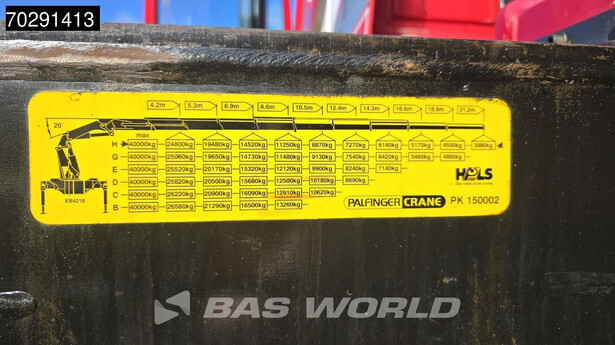 70291413
4.2m 5.3m 6.9m 8.6m 10.5m 12.4m 14.3m 16.6m 18.8m 21.2m
20°
max
H 40000kg 24800kg 19480kg 14520kg 11250kg 8870kg 7270kg 6140kg 5170kg 4500kg 3980kg
G 40000kg 25060kg 19650kg 14730kg 11480kg 9130kg 7540kg 6420kg 5460kg 4800kg
E 40000kg 25520kg 20170kg 15320kg 12120kg 9900kg 8240kg 7140kg
D 40000kg 25820kg 20500kg 15680kg 12500kg 10180kg 8690kg
C 40000kg 26220kg 20900kg 16090kg 12910kg 10620kg
B 40000kg 26580kg 21290kg 16500kg 13260kg
EB4218
HPLS
PALFINGER CRANE PK 150002
BAS WORLD